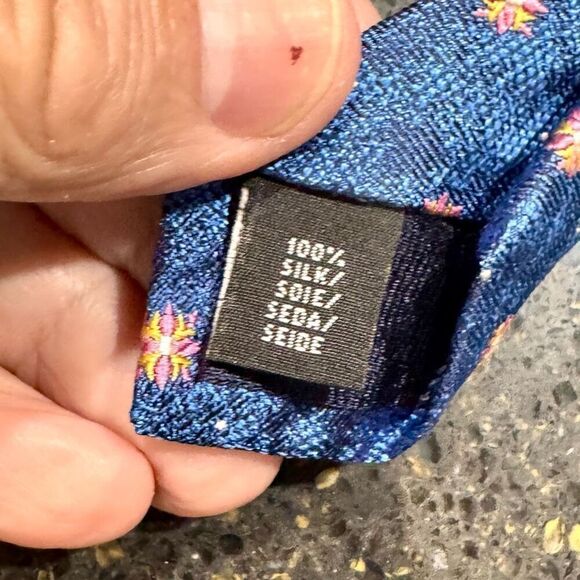 100%
SILK/
SOIE/
SEDA/
SEIDE